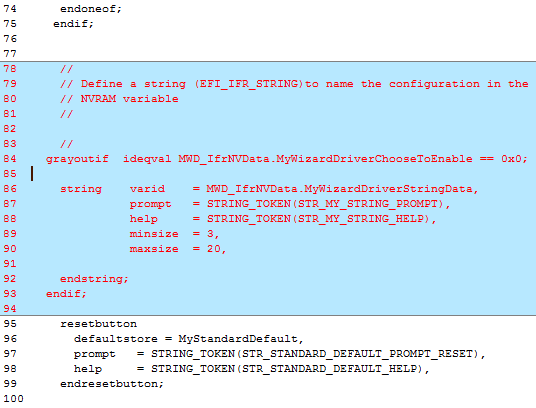 74      endoneof;
75     endif;
76
77
78      //
79      // Define a string (EFI_IFR_STRING)to name the configuration in the
80      // NVRAM variable
81      //
82
83      //
84    grayoutif  ideqval MWD_IfrNVData.MyWizardDriverChooseToEnable == 0x0;
85
86      string    varid    = MWD_IfrNVData.MyWizardDriverStringData,
87                prompt   = STRING_TOKEN(STR_MY_STRING_PROMPT),
88                help     = STRING_TOKEN(STR_MY_STRING_HELP),
89                minsize  = 3,
90                maxsize  = 20,
91
92      endstring;
93    endif;
94
95      resetbutton
96        defaultstore = MyStandardDefault,
97        prompt   = STRING_TOKEN(STR_STANDARD_DEFAULT_PROMPT_RESET),
98        help     = STRING_TOKEN(STR_STANDARD_DEFAULT_HELP),
99      endresetbutton;
100